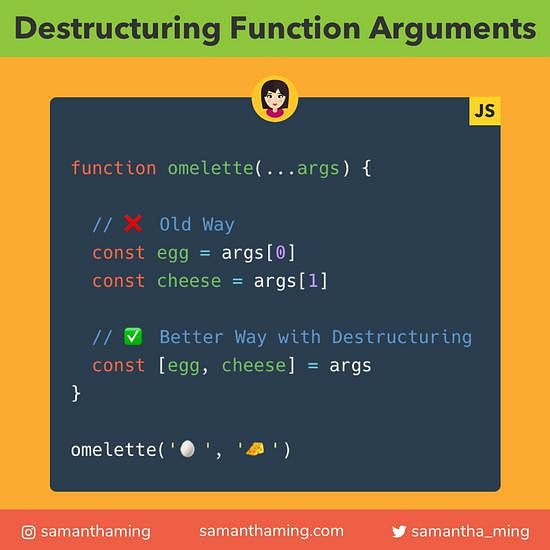 Destructuring Function Arguments
JS
function omelette(...args) {
// ❌ Old Way
const egg = args[0]
const cheese = args[1]
// ✅ Better Way with Destructuring
const [egg, cheese] = args
}
omelette('🥚', '🧀')
samanthaming
samanthaming.com
samantha_ming